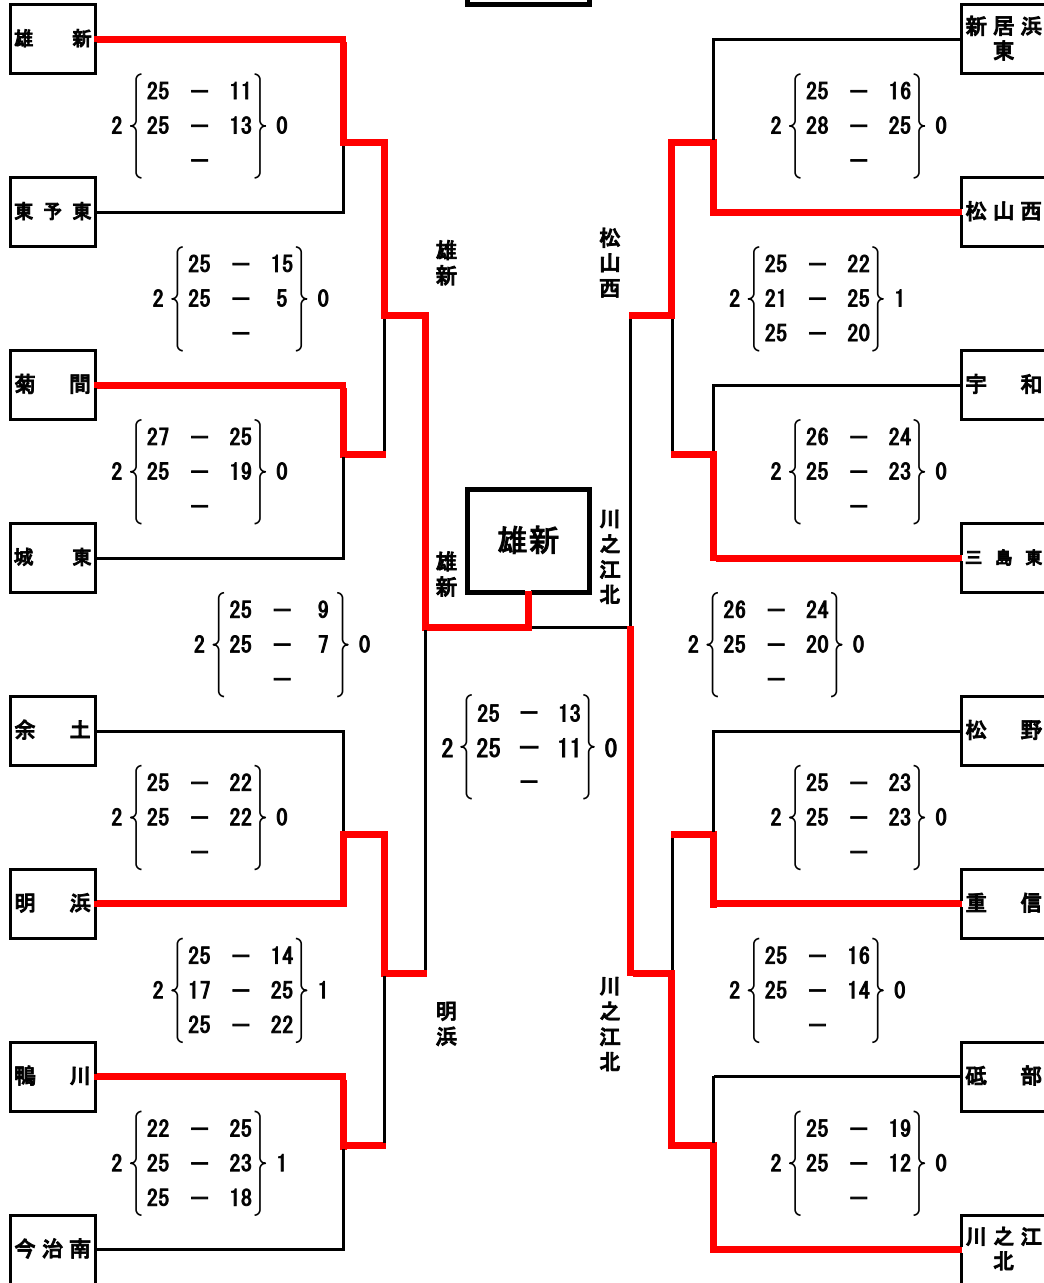 雄新
25 — 11
2 25 — 13 0
—
東予東
25 — 15
2 25 — 5 0
—
菊間
27 — 25
2 25 — 19 0
—
城東
25 — 9
2 25 — 7 0
—
余土
25 — 22
2 25 — 22 0
—
明浜
25 — 14
2 17 — 25 1
25 — 22
鴨川
22 — 25
2 25 — 23 1
25 — 18
今治南
雄新
雄新
明浜
雄新
25 — 13
2 25 — 11 0
—
松山西
川之江北
川之江北
新居浜
東
25 — 16
2 28 — 25 0
—
松山西
25 — 22
2 21 — 25 1
25 — 20
宇和
26 — 24
2 25 — 23 0
—
三島東
26 — 24
2 25 — 20 0
—
松野
25 — 23
2 25 — 23 0
—
重信
25 — 16
2 25 — 14 0
—
砥部
25 — 19
2 25 — 12 0
—
川之江
北